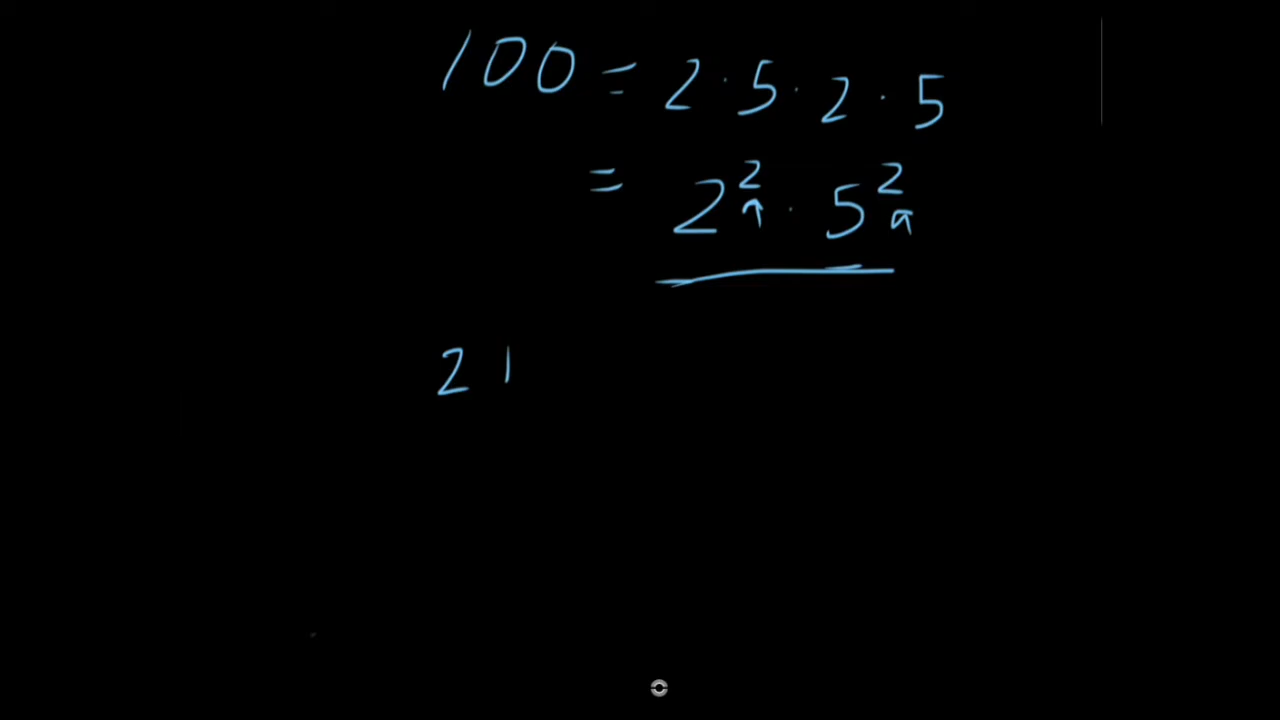 100 = 2 · 5 · 2 · 5
= 2² · 5²
21